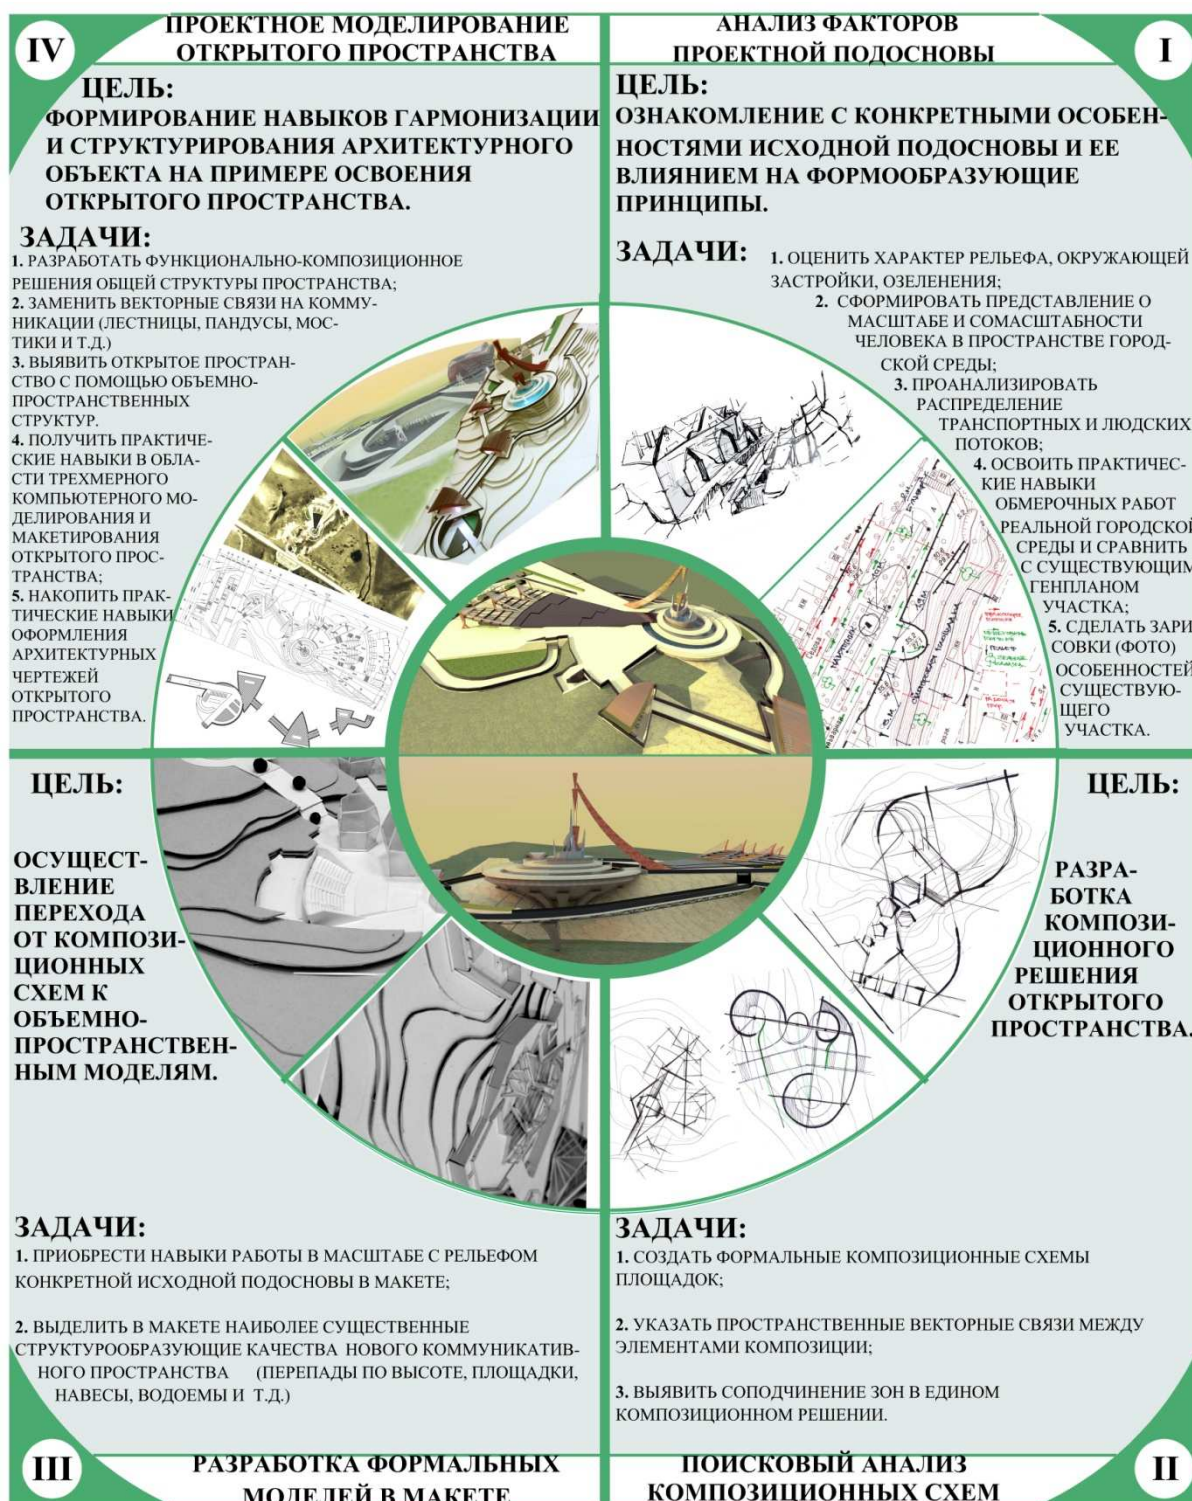 IV
ПРОЕКТНОЕ МОДЕЛИРОВАНИЕ
ОТКРЫТОГО ПРОСТРАНСТВА
ЦЕЛЬ:
ФОРМИРОВАНИЕ НАВЫКОВ ГАРМОНИЗАЦИИ
И СТРУКТУРИРОВАНИЯ АРХИТЕКТУРНОГО
ОБЪЕКТА НА ПРИМЕРЕ ОСВОЕНИЯ
ОТКРЫТОГО ПРОСТРАНСТВА.
ЗАДАЧИ:
1. РАЗРАБОТАТЬ ФУНКЦИОНАЛЬНО-КОМПОЗИЦИОННОЕ
РЕШЕНИЯ ОБЩЕЙ СТРУКТУРЫ ПРОСТРАНСТВА;
2. ЗАМЕНИТЬ ВЕКТОРНЫЕ СВЯЗИ НА КОММУ-
НИКАЦИИ (ЛЕСТНИЦЫ, ПАНДУСЫ, МОС-
ТИКИ И Т.Д.)
3. ВЫЯВИТЬ ОТКРЫТОЕ ПРОСТРАН-
СТВО С ПОМОЩЬЮ ОБЪЕМНО-
ПРОСТРАНСТВЕННЫХ
СТРУКТУР.
4. ПОЛУЧИТЬ ПРАКТИЧЕ-
СКИЕ НАВЫКИ В ОБЛА-
СТИ ТРЕХМЕРНОГО
КОМПЬЮТЕРНОГО МО-
ДЕЛИРОВАНИЯ И
МАКЕТИРОВАНИЯ
ОТКРЫТОГО ПРОС-
ТРАНСТВА;
5. НАКОПИТЬ ПРАК-
ТИЧЕСКИЕ НАВЫКИ
ОФОРМЛЕНИЯ
АРХИТЕКТУРНЫХ
ЧЕРТЕЖЕЙ
ОТКРЫТОГО
ПРОСТРАНСТВА.
I
АНАЛИЗ ФАКТОРОВ
ПРОЕКТНОЙ ПОДОСНОВЫ
ЦЕЛЬ:
ОЗНАКОМЛЕНИЕ С КОНКРЕТНЫМИ ОСОБЕН-
НОСТЯМИ ИСХОДНОЙ ПОДОСНОВЫ И ЕЕ
ВЛИЯНИЕМ НА ФОРМООБРАЗУЮЩИЕ
ПРИНЦИПЫ.
ЗАДАЧИ:
1. ОЦЕНИТЬ ХАРАКТЕР РЕЛЬЕФА, ОКРУЖАЮЩЕЙ
ЗАСТРОЙКИ, ОЗЕЛЕНЕНИЯ;
2. СФОРМИРОВАТЬ ПРЕДСТАВЛЕНИЕ О
МАСШТАБЕ И СОМАСШТАБНОСТИ
ЧЕЛОВЕКА В ПРОСТРАНСТВЕ ГОРОД-
СКОЙ СРЕДЫ;
3. ПРОАНАЛИЗИРОВАТЬ
РАСПРЕДЕЛЕНИЕ
ТРАНСПОРТНЫХ И ЛЮДСКИХ
ПОТОКОВ;
4. ОСВОИТЬ ПРАКТИЧЕС-
КИЕ НАВЫКИ
ОБМЕРОЧНЫХ РАБОТ
РЕАЛЬНОЙ ГОРОДСКОЙ
СРЕДЫ И СРАВНИТЬ
С СУЩЕСТВУЮЩИМ
ГЕНПЛАНОМ
УЧАСТКА;
5. СДЕЛАТЬ ЗАРИ
СОВКИ (ФОТО)
ОСОБЕННОСТЕЙ
СУЩЕСТВУЮ-
ЩЕГО
УЧАСТКА.
ЦЕЛЬ:
ОСУЩЕСТ-
ВЛЕНИЕ
ПЕРЕХОДА
ОТ КОМПОЗИ-
ЦИОННЫХ
СХЕМ К
ОБЪЕМНО-
ПРОСТРАНСТВЕН-
НЫМ МОДЕЛЯМ.
ЗАДАЧИ:
1. ПРИОБРЕСТИ НАВЫКИ РАБОТЫ В МАСШТАБЕ С РЕЛЬЕФОМ
КОНКРЕТНОЙ ИСХОДНОЙ ПОДОСНОВЫ В МАКЕТЕ;
2. ВЫДЕЛИТЬ В МАКЕТЕ НАИБОЛЕЕ СУЩЕСТВЕННЫЕ
СТРУКТУРООБРАЗУЮЩИЕ КАЧЕСТВА НОВОГО КОММУНИКАТИВ-
НОГО ПРОСТРАНСТВА (ПЕРЕПАДЫ ПО ВЫСОТЕ, ПЛОЩАДКИ,
НАВЕСЫ, ВОДОЕМЫ И Т.Д.)
III
РАЗРАБОТКА ФОРМАЛЬНЫХ
МОДЕЛЕЙ В МАКЕТЕ
ЦЕЛЬ:
РАЗРА-
БОТКА
КОМПОЗИ-
ЦИОННОГО
РЕШЕНИЯ
ОТКРЫТОГО
ПРОСТРАНСТВА.
ЗАДАЧИ:
1. СОЗДАТЬ ФОРМАЛЬНЫЕ КОМПОЗИЦИОННЫЕ СХЕМЫ
ПЛОЩАДОК;
2. УКАЗАТЬ ПРОСТРАНСТВЕННЫЕ ВЕКТОРНЫЕ СВЯЗИ МЕЖДУ
ЭЛЕМЕНТАМИ КОМПОЗИЦИИ;
3. ВЫЯВИТЬ СОПОДЧИНЕНИЕ ЗОН В ЕДИНОМ
КОМПОЗИЦИОННОМ РЕШЕНИИ.
ПОИСКОВЫЙ АНАЛИЗ
КОМПОЗИЦИОННЫХ СХЕМ
II